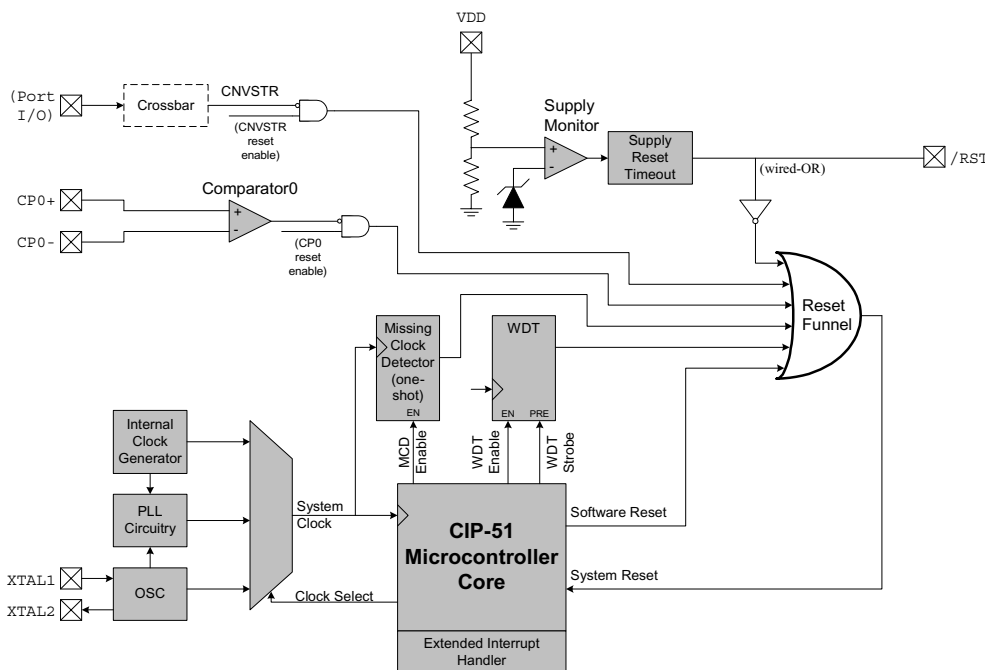 VDD
(Port
I/O)
Crossbar
CNVSTR
(CNVSTR
reset
enable)
Supply
Monitor
+
-
Supply
Reset
Timeout
(wired-OR)
/RST
CP0+
CP0-
Comparator0
+
-
(CP0
reset
enable)
Reset
Funnel
Missing
Clock
Detector
(one-
shot)
EN
WDT
EN
PRE
MCD
Enable
WDT
Enable
WDT
Strobe
Internal
Clock
Generator
PLL
Circuitry
OSC
XTAL1
XTAL2
System
Clock
Clock Select
CIP-51
Microcontroller
Core
Software Reset
System Reset
Extended Interrupt
Handler